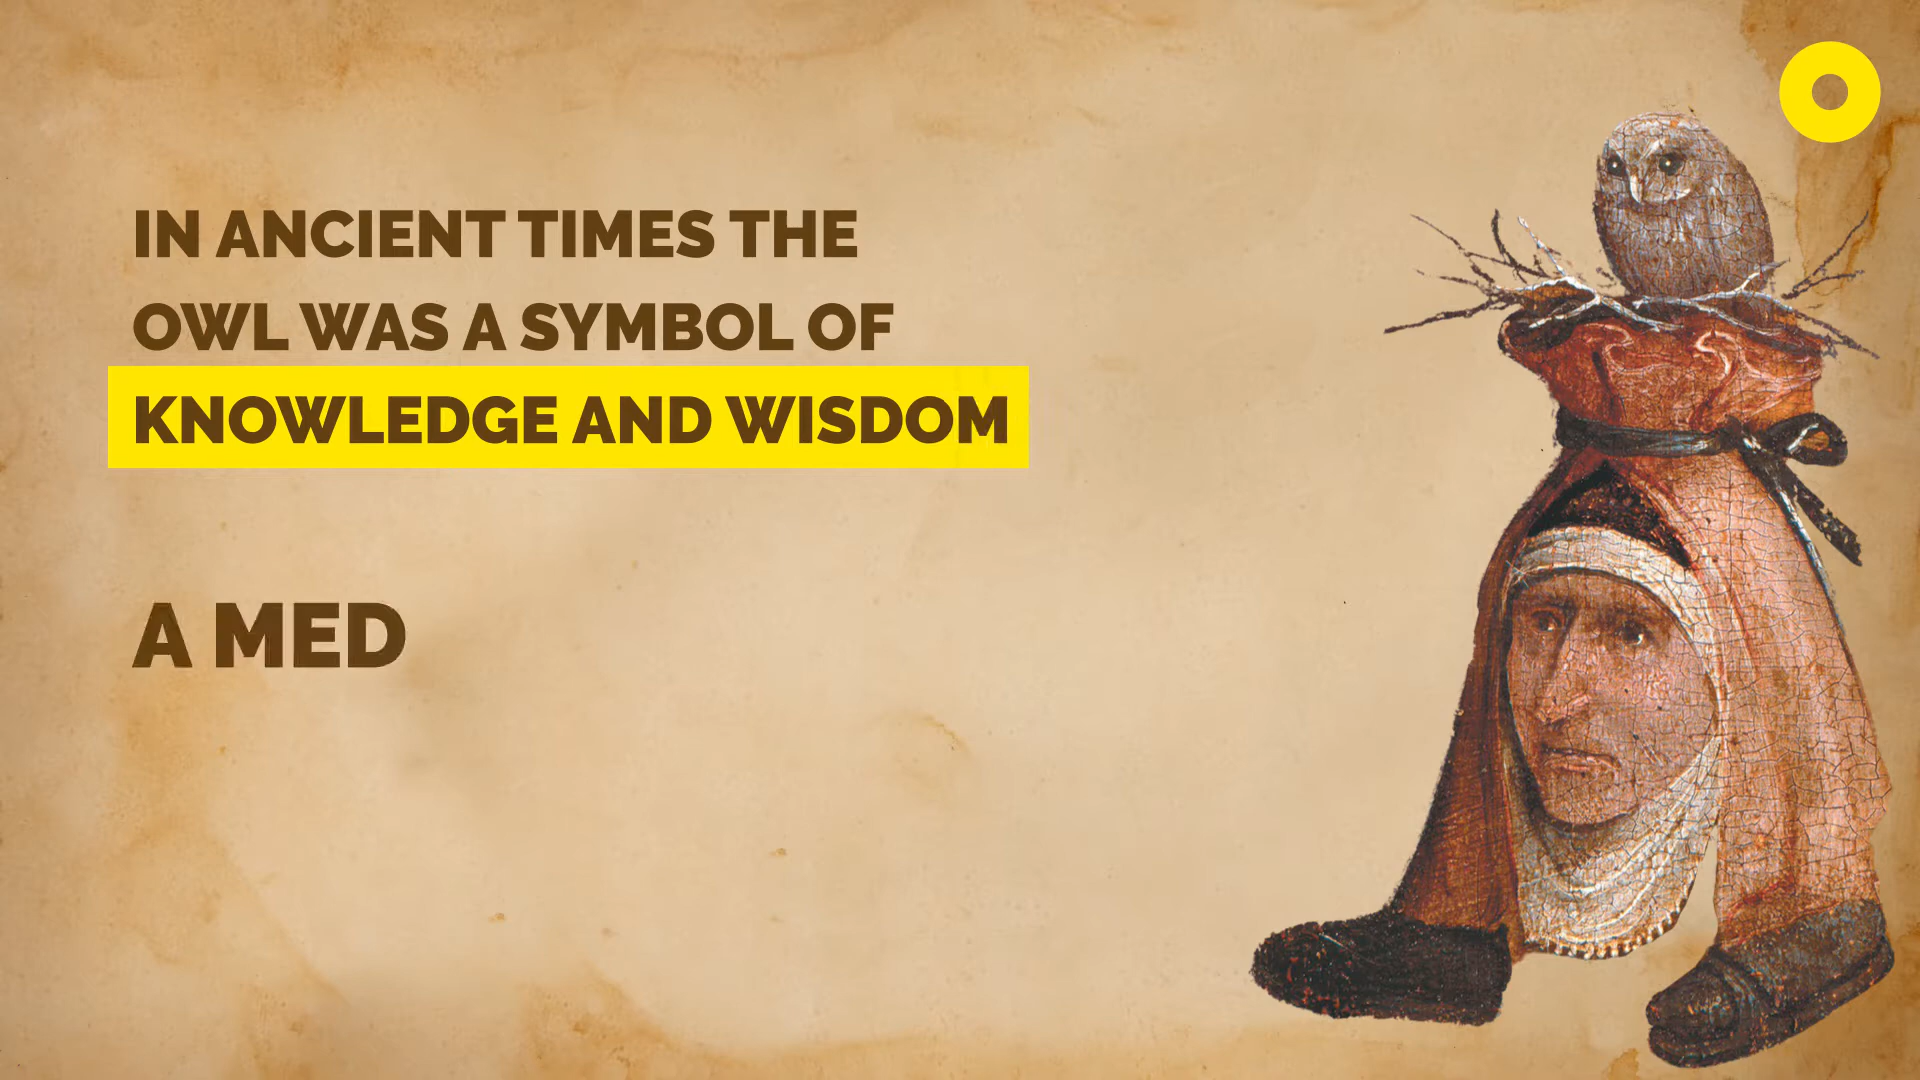 IN ANCIENT TIMES THE
OWL WAS A SYMBOL OF
KNOWLEDGE AND WISDOM
A MED